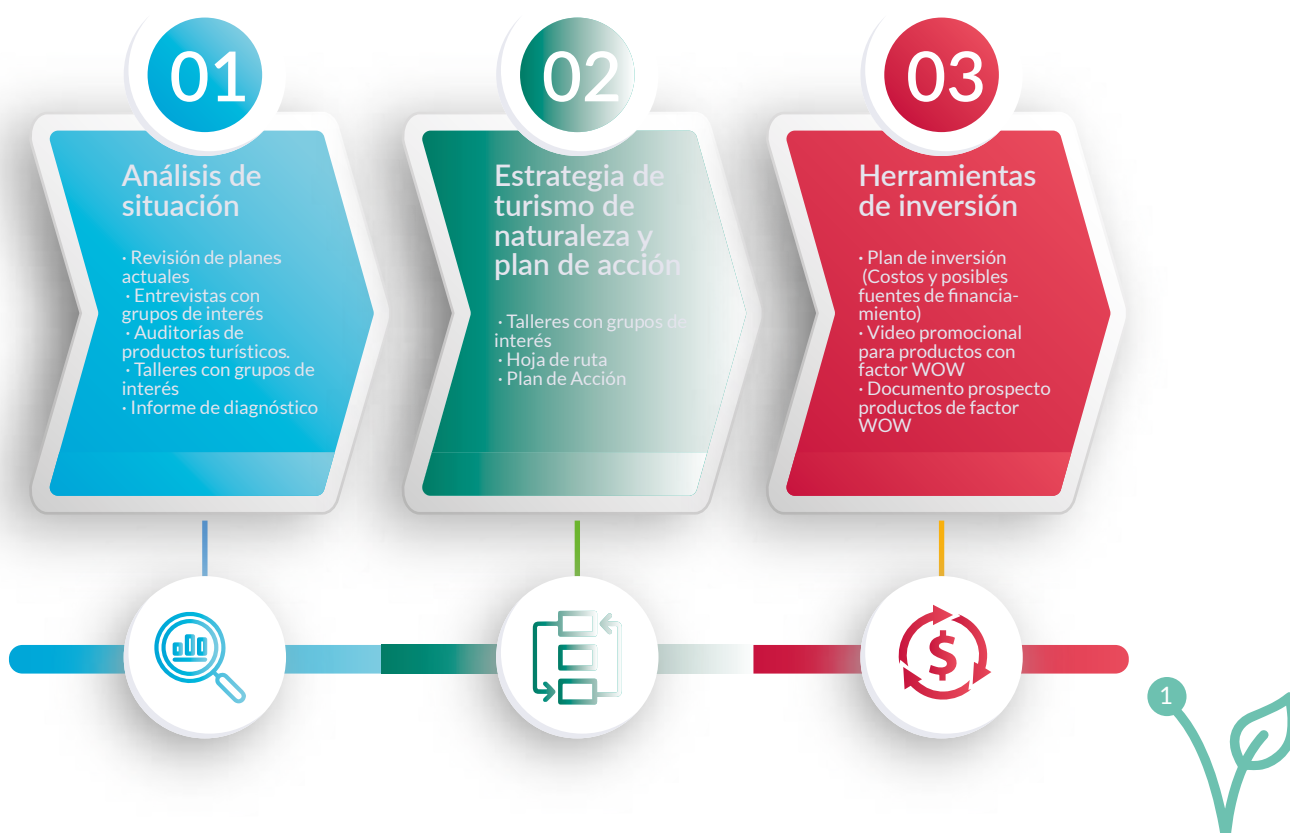 01
Análisis de
situación
· Revisión de planes
actuales
· Entrevistas con
grupos de interés
· Auditorías de
productos turísticos.
· Talleres con grupos de
interés
· Informe de diagnóstico
02
Estrategia de
turismo de
naturaleza y
plan de acción
· Talleres con grupos de
interés
· Hoja de ruta
· Plan de Acción
03
Herramientas
de inversión
· Plan de inversión
(Costos y posibles
fuentes de financia-
miento)
· Video promocional
para productos con
factor WOW
· Documento prospecto
productos de factor
WOW
$
1